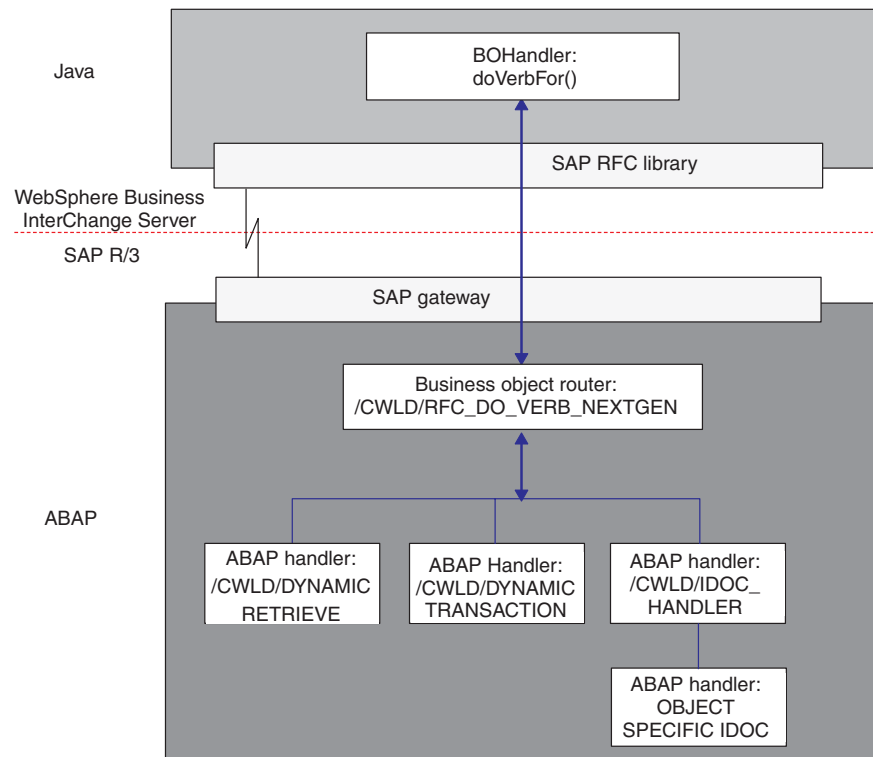 BOHandler:
doVerbFor()
Java
SAP RFC library
WebSphere Business
InterChange Server
SAP R/3
SAP gateway
Business object router:
/CWLD/RFC_DO_VERB_NEXTGEN
ABAP
ABAP handler:
/CWLD/DYNAMIC
RETRIEVE
ABAP Handler:
/CWLD/DYNAMIC
TRANSACTION
ABAP handler:
/CWLD/IDOC_
HANDLER
ABAP handler:
OBJECT
SPECIFIC IDOC